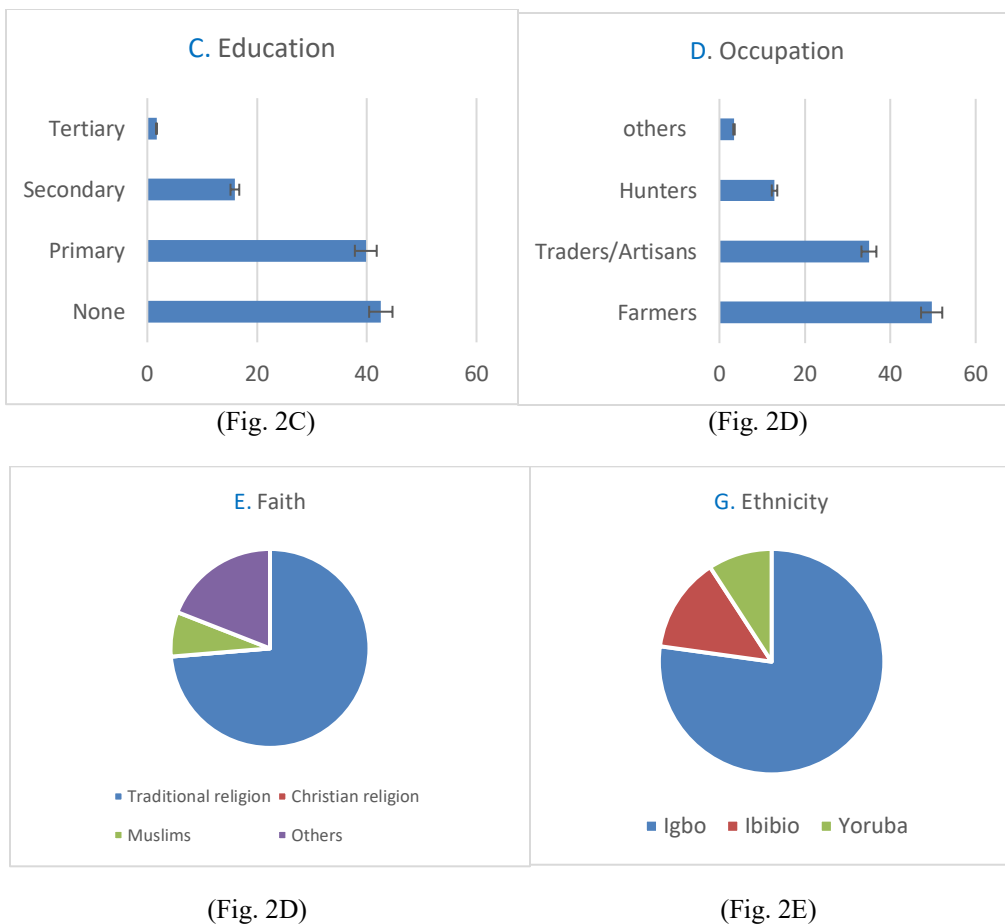 C. Education
Tertiary
Secondary
Primary
None
0 20 40 60
(Fig. 2C)
D. Occupation
others
Hunters
Traders/Artisans
Farmers
0 20 40 60
(Fig. 2D)
E. Faith
Traditional religion Christian religion
Muslims Others
(Fig. 2D)
G. Ethnicity
Igbo Ibibio Yoruba
(Fig. 2E)